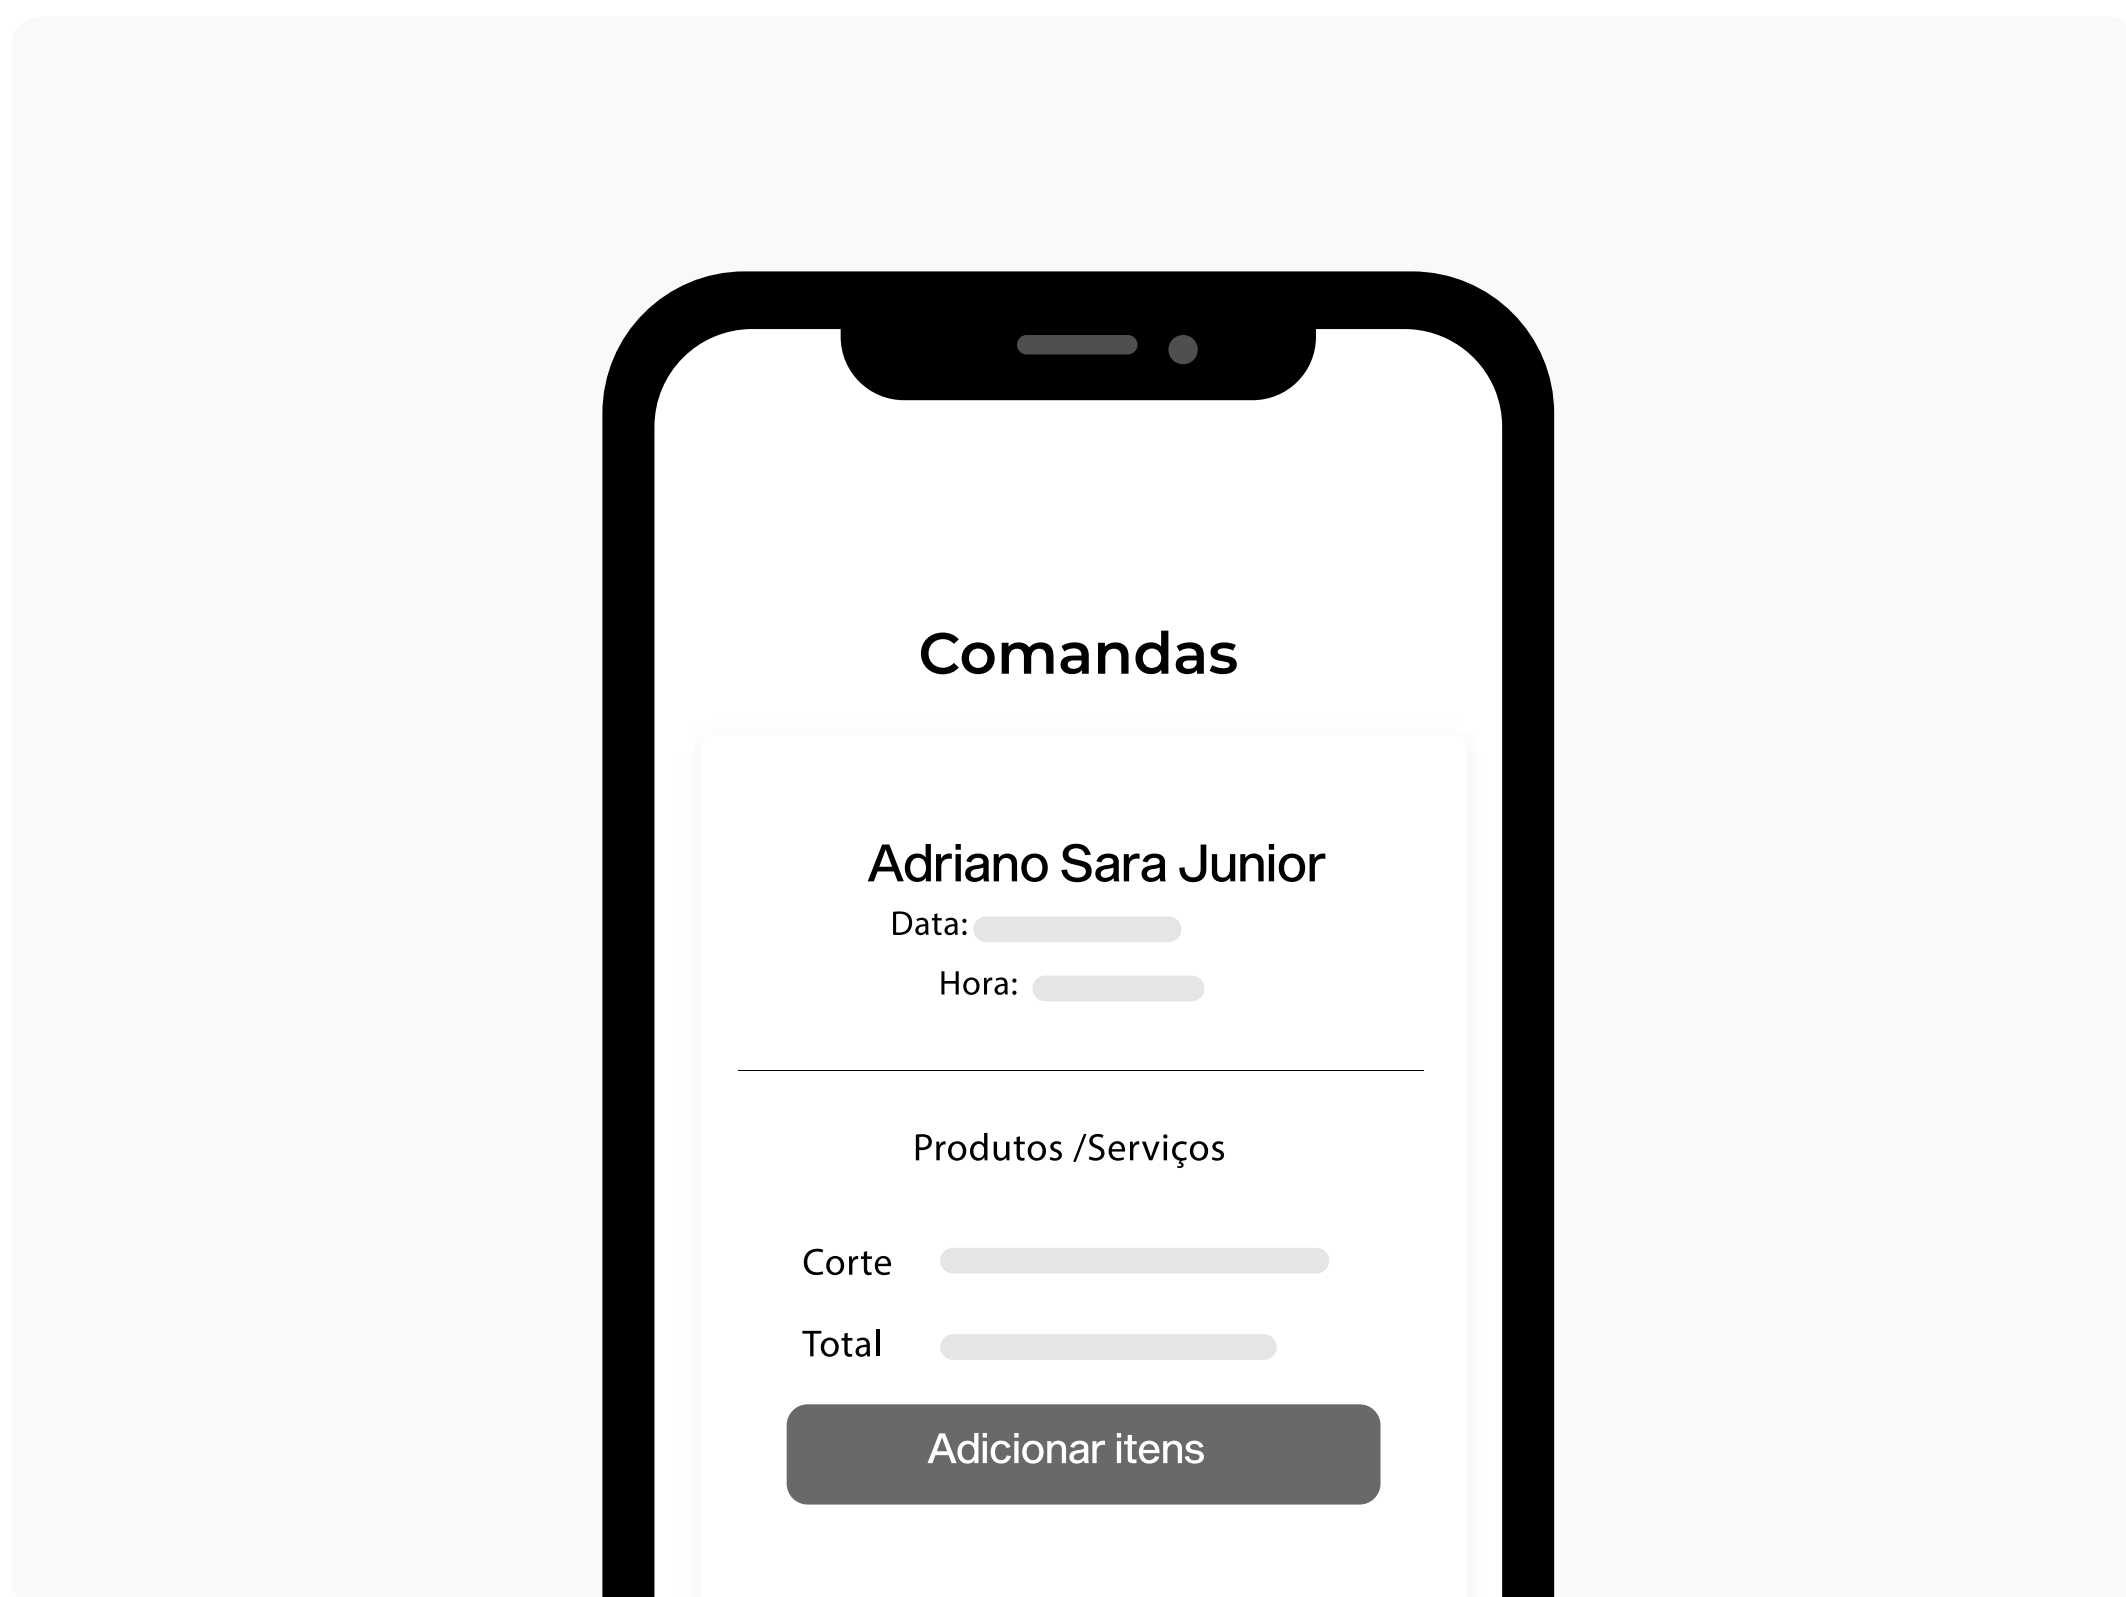 Comandas
Adriano Sara Junior
Data:
Hora:
Produtos /Serviços
Corte
Total
Adicionar itens